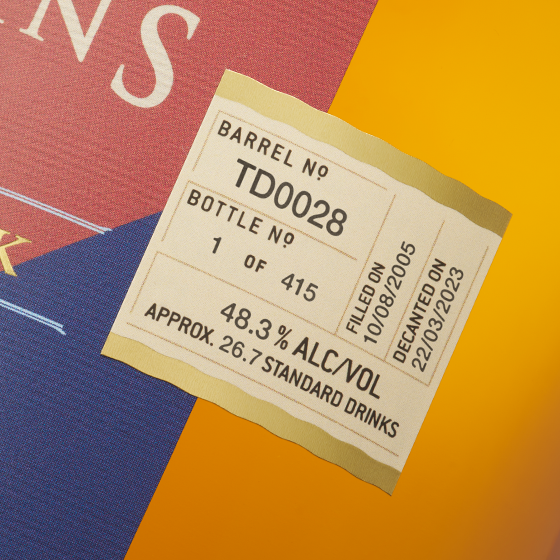 NS
K
BARREL Nº
TD0028
BOTTLE Nº
1 OF 415
FILLED ON
10/08/2005
DECANTED ON
22/03/2023
48.3% ALC/VOL
APPROX. 26.7 STANDARD DRINKS